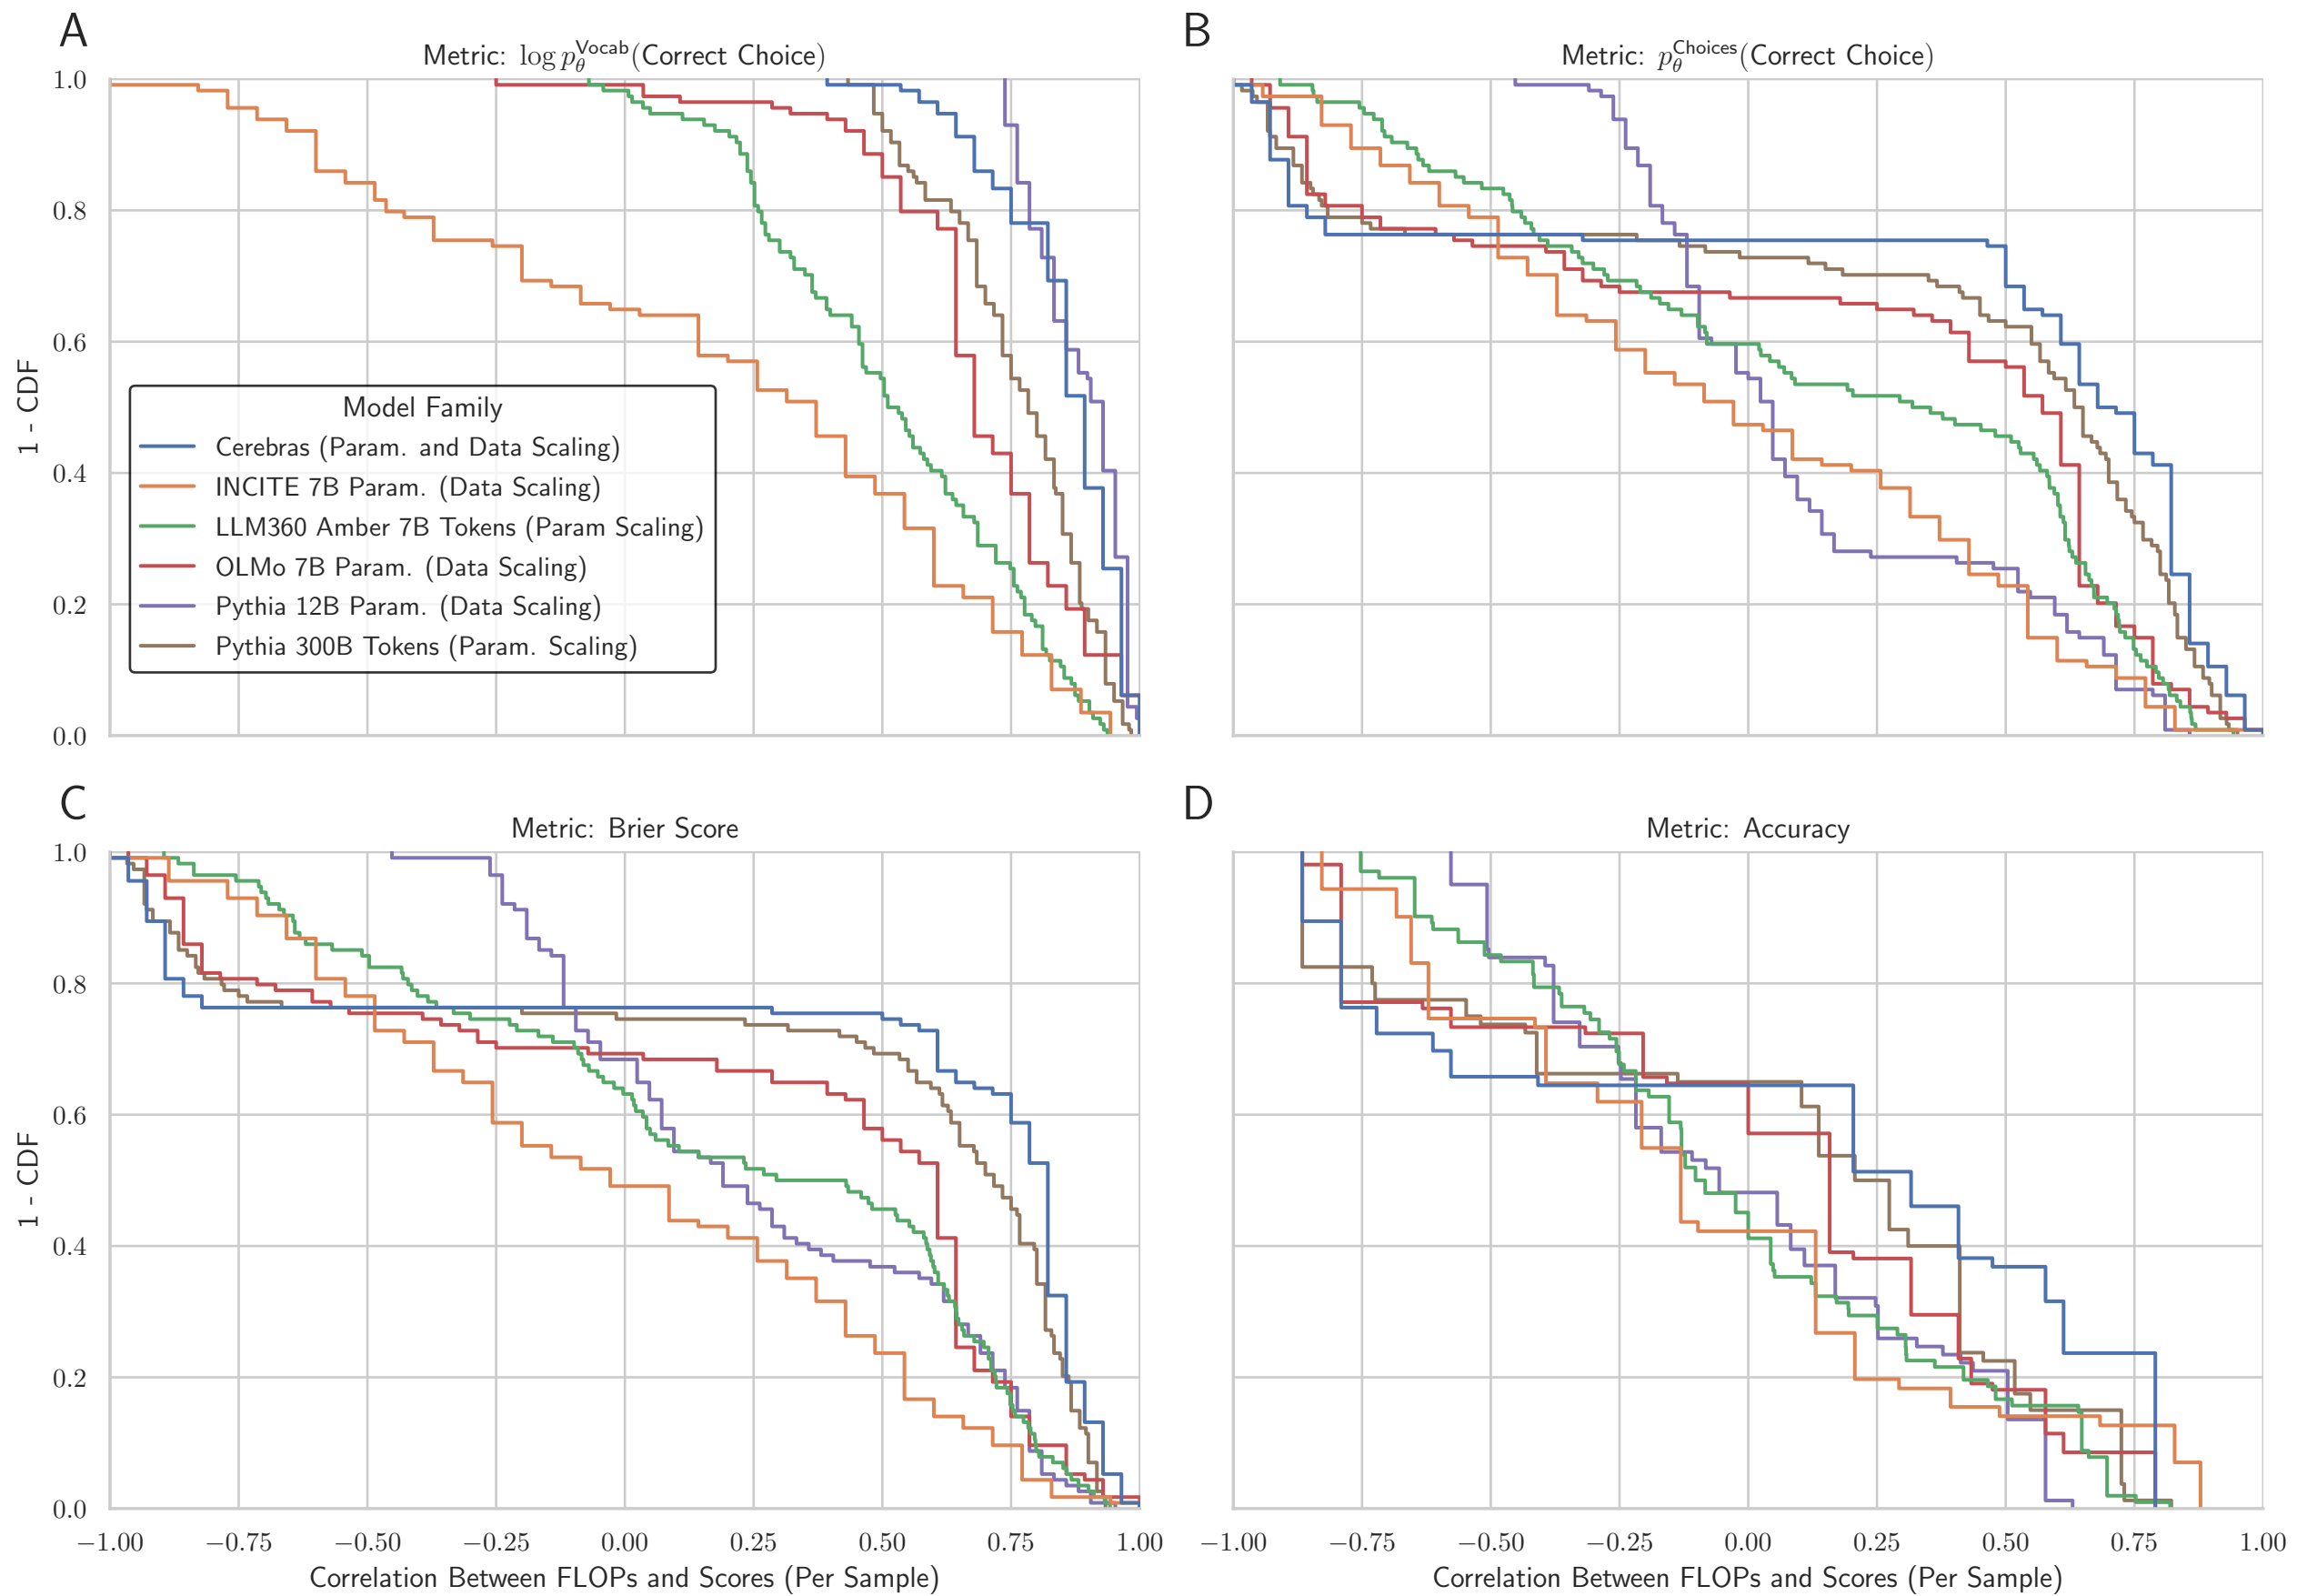 A
Metric: log p_θ^Vocab(Correct Choice)
B
Metric: p_θ^Choices(Correct Choice)
1.0
0.8
0.6
0.4
0.2
0.0
1 - CDF
Model Family
Cerebras (Param. and Data Scaling)
INCITE 7B Param. (Data Scaling)
LLM360 Amber 7B Tokens (Param Scaling)
OLMo 7B Param. (Data Scaling)
Pythia 12B Param. (Data Scaling)
Pythia 300B Tokens (Param. Scaling)
C
Metric: Brier Score
D
Metric: Accuracy
1.0
0.8
0.6
0.4
0.2
0.0
1 - CDF
−1.00 −0.75 −0.50 −0.25 0.00 0.25 0.50 0.75 1.00
Correlation Between FLOPs and Scores (Per Sample)
−1.00 −0.75 −0.50 −0.25 0.00 0.25 0.50 0.75 1.00
Correlation Between FLOPs and Scores (Per Sample)